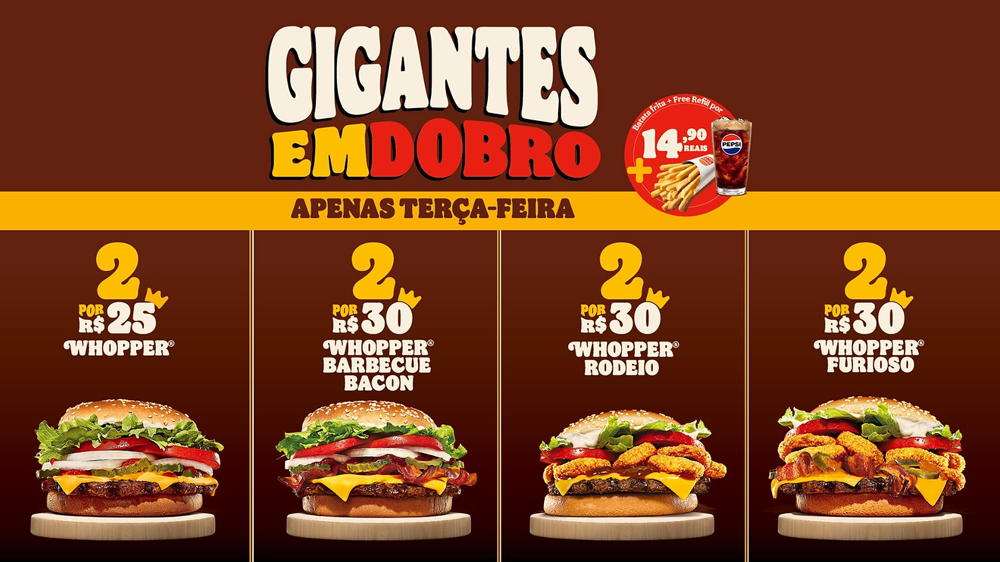 GIGANTES
EMDOBRO
Batata frita + Free Refill por
14,90
REAIS
+
PEPSI
APENAS TERÇA-FEIRA
2
POR
R$ 25
WHOPPER®
2
POR
R$ 30
WHOPPER®
BARBECUE
BACON
2
POR
R$ 30
WHOPPER®
RODEIO
2
POR
R$ 30
WHOPPER®
FURIOSO